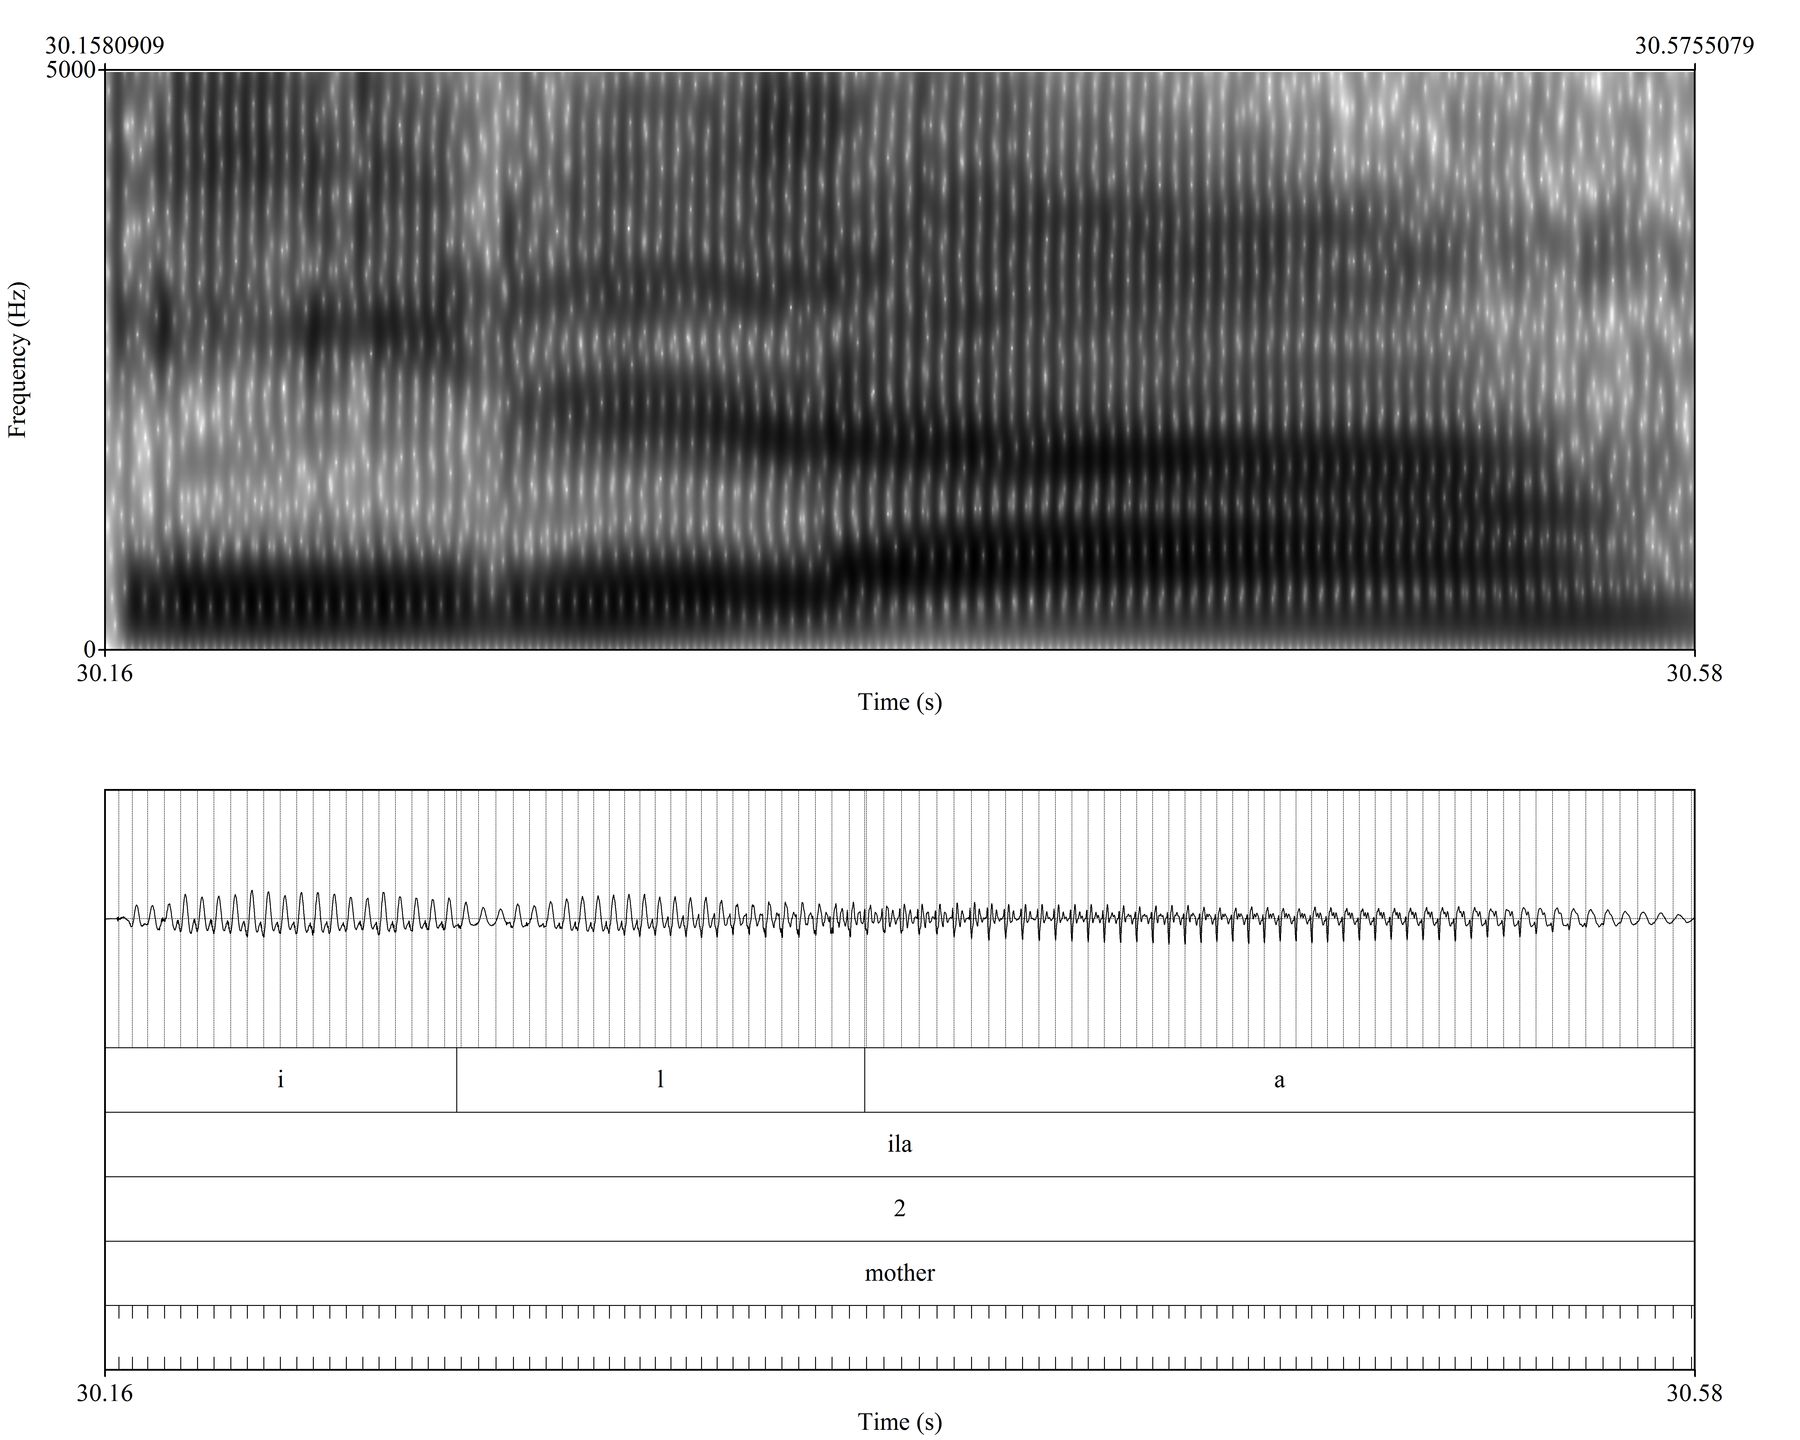 30.1580909 30.5755079
5000
Frequency (Hz)
0
30.16 30.58
Time (s)
i l a
ila
2
mother
30.16 30.58
Time (s)